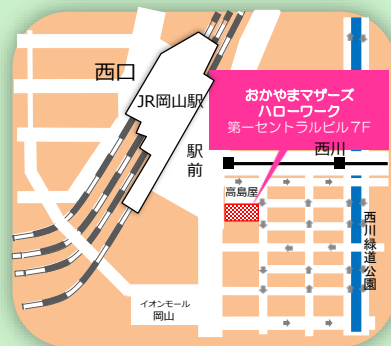 西口
JR岡山駅
おかやまマザーズ
ハローワーク
第一セントラルビル7F
駅前
西川
高島屋
西川緑道公園
イオンモール
岡山